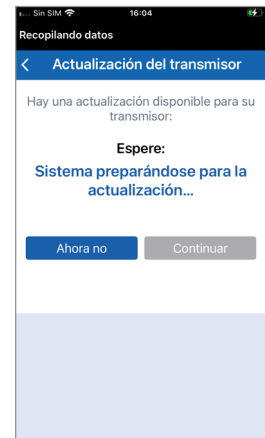 Sin SIM 16:04
Recopilando datos
Actualización del transmisor
Hay una actualización disponible para su
transmisor:
Espere:
Sistema preparándose para la
actualización...
Ahora no Continuar